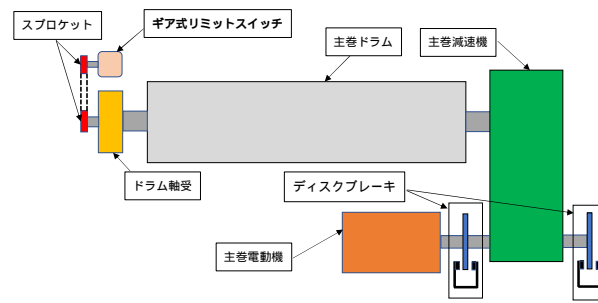 スプロケット
ギア式リミットスイッチ
主巻ドラム
主巻減速機
ドラム軸受
ディスクブレーキ
主巻電動機